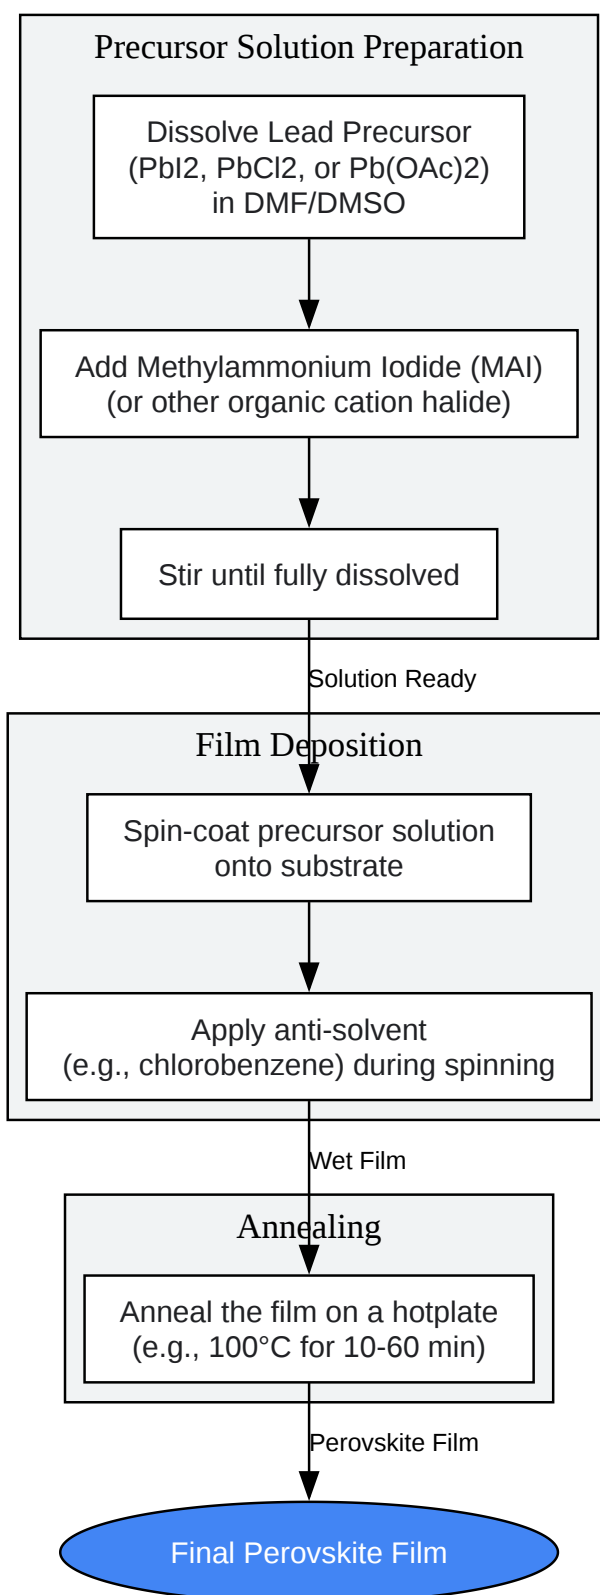 Precursor Solution Preparation
Dissolve Lead Precursor
(PbI2, PbCl2, or Pb(OAc)2)
in DMF/DMSO
Add Methylammonium Iodide (MAI)
(or other organic cation halide)
Stir until fully dissolved
Solution Ready
Film Deposition
Spin-coat precursor solution
onto substrate
Apply anti-solvent
(e.g., chlorobenzene) during spinning
Wet Film
Annealing
Anneal the film on a hotplate
(e.g., 100°C for 10-60 min)
Perovskite Film
Final Perovskite Film